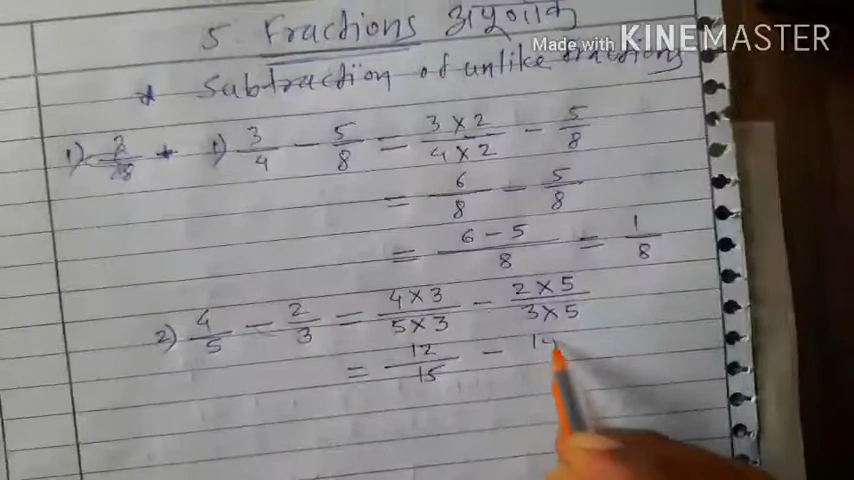 5 Fractions अपूर्णांक
Made with KINEMASTER
* Subtraction of unlike fractions
1) 3/4 - 5/8 = 3 × 2 / 4 × 2 - 5/8
= 6/8 - 5/8
= 6 - 5 / 8 = 1/8
2) 4/5 - 2/3 = 4 × 3 / 5 × 3 - 2 × 5 / 3 × 5
= 12/15 - 1